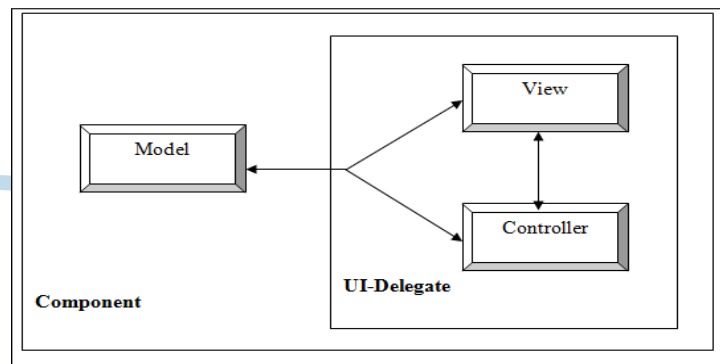 View
Model
Controller
UI-Delegate
Component